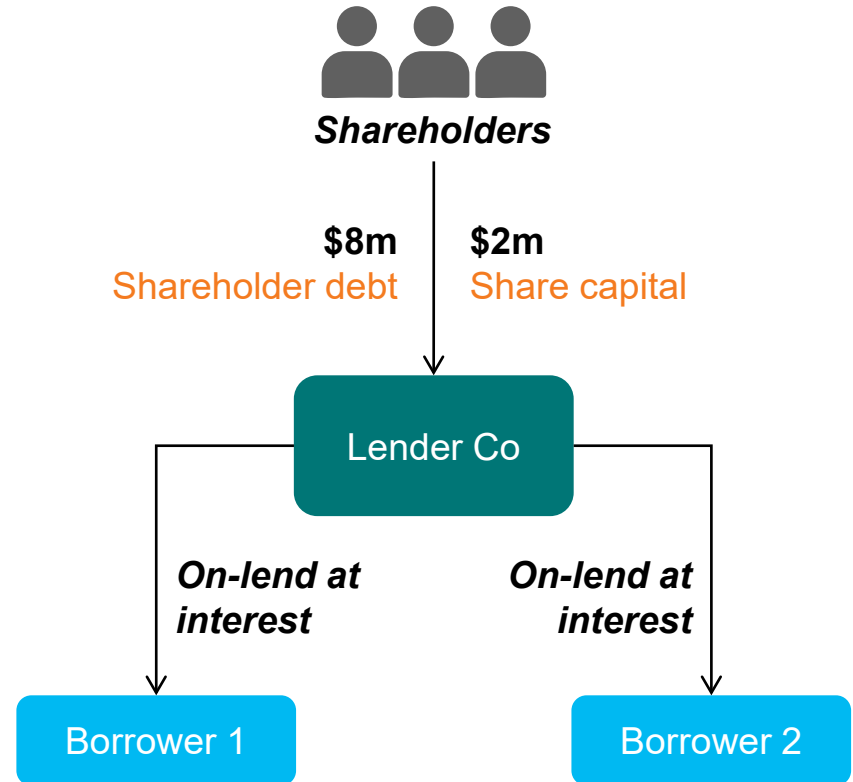 Shareholders
$8m
Shareholder debt
$2m
Share capital
Lender Co
On-lend at
interest
On-lend at
interest
Borrower 1
Borrower 2